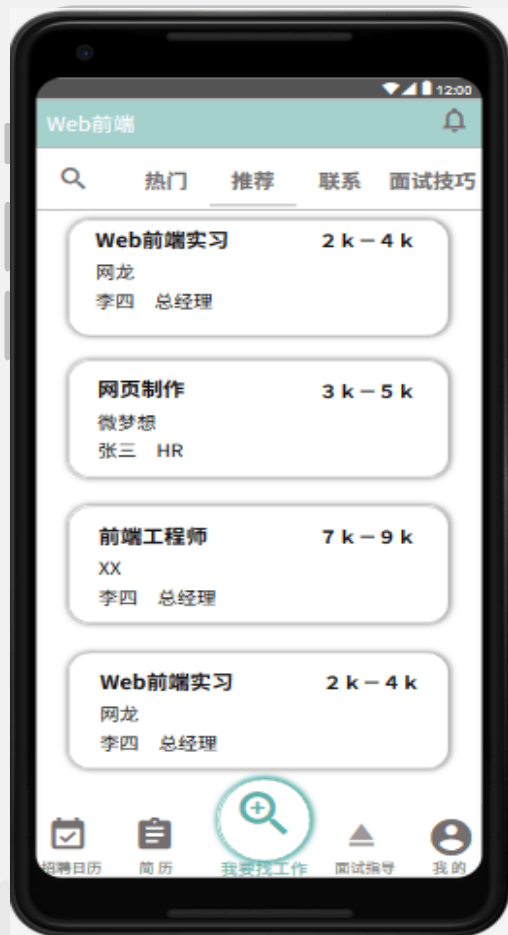 12:00
Web前端
热门 推荐 联系 面试技巧
Web前端实习 2 k — 4 k
网龙
李四 总经理
网页制作 3 k — 5 k
微梦想
张三 HR
前端工程师 7 k — 9 k
XX
李四 总经理
Web前端实习 2 k — 4 k
网龙
李四 总经理
招聘日历 简历 我要找工作 面试指导 我的